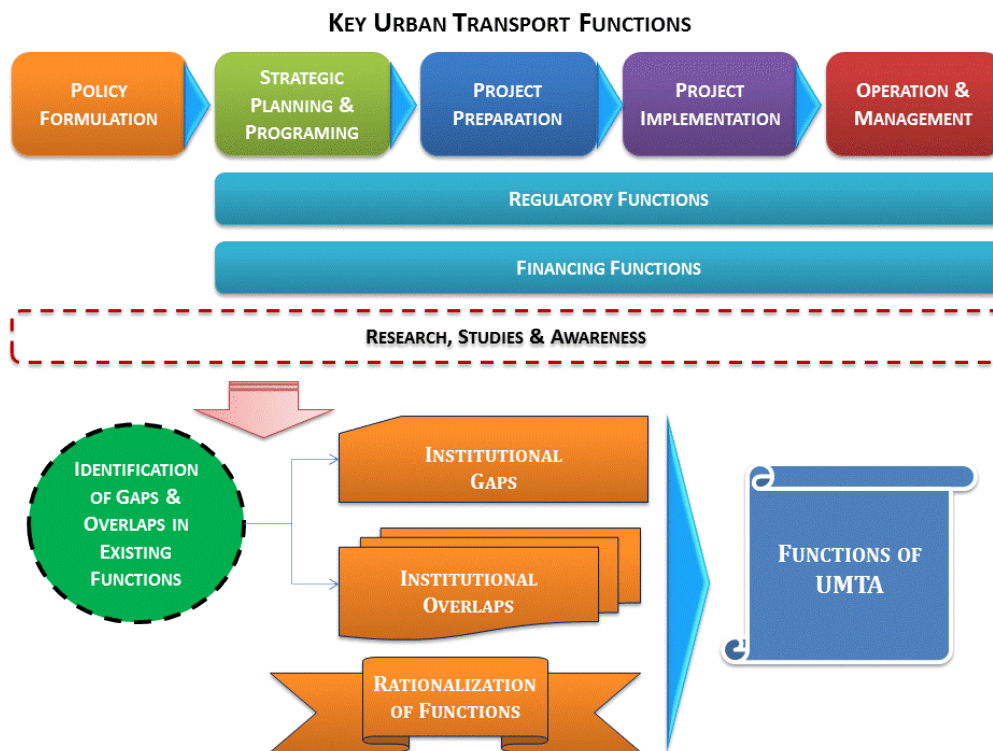 KEY URBAN TRANSPORT FUNCTIONS
POLICY
FORMULATION
STRATEGIC
PLANNING &
PROGRAMING
PROJECT
PREPARATION
PROJECT
IMPLEMENTATION
OPERATION &
MANAGEMENT
REGULATORY FUNCTIONS
FINANCING FUNCTIONS
RESEARCH, STUDIES & AWARENESS
IDENTIFICATION
OF GAPS &
OVERLAPS IN
EXISTING
FUNCTIONS
INSTITUTIONAL
GAPS
INSTITUTIONAL
OVERLAPS
RATIONALIZATION
OF FUNCTIONS
FUNCTIONS OF
UMTA